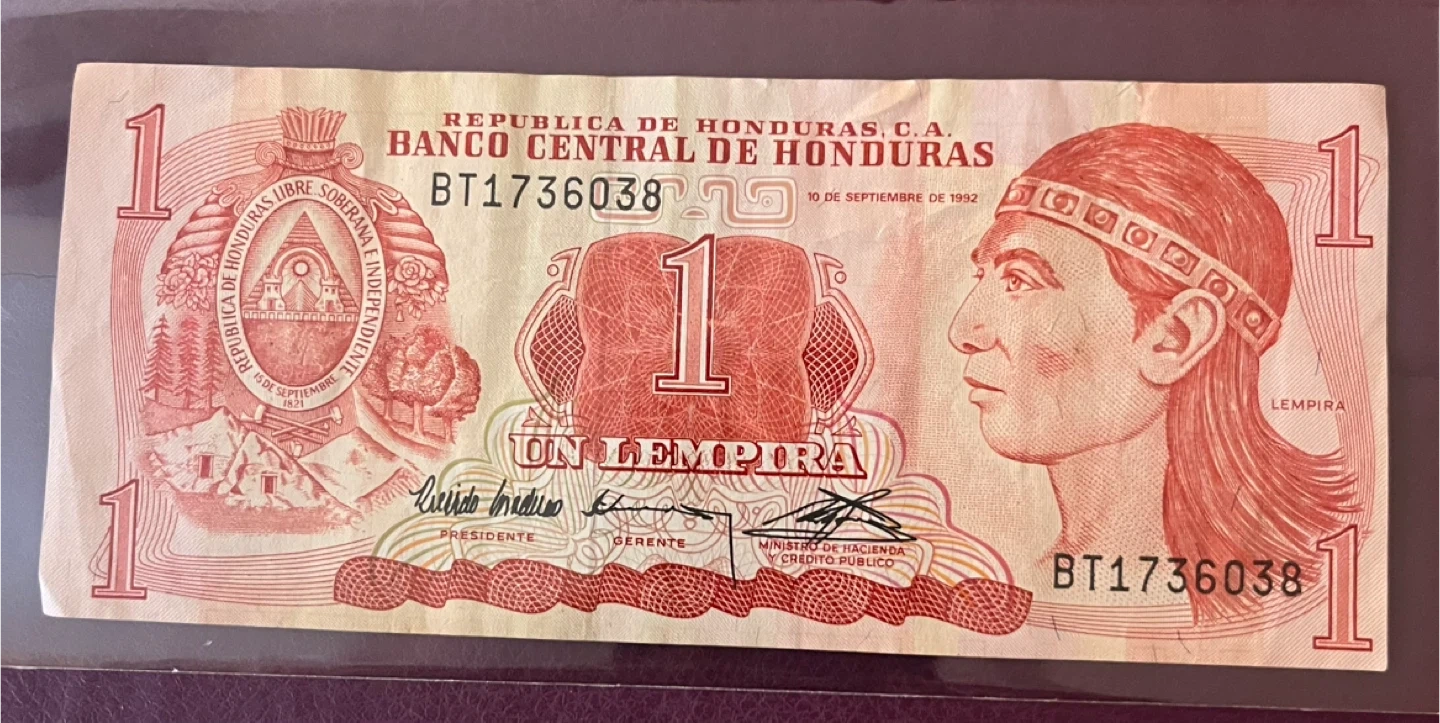 1
1
REPUBLICA DE HONDURAS, C.A.
BANCO CENTRAL DE HONDURAS
BT1736038
10 DE SEPTIEMBRE DE 1992
REPUBLICA DE HONDURAS, LIBRE, SOBERANA E INDEPENDIENTE
15 DE SEPTIEMBRE
1821
1
LEMPIRA
UN LEMPIRA
PRESIDENTE
GERENTE
MINISTRO DE HACIENDA
Y CREDITO PUBLICO
BT1736038
1
1